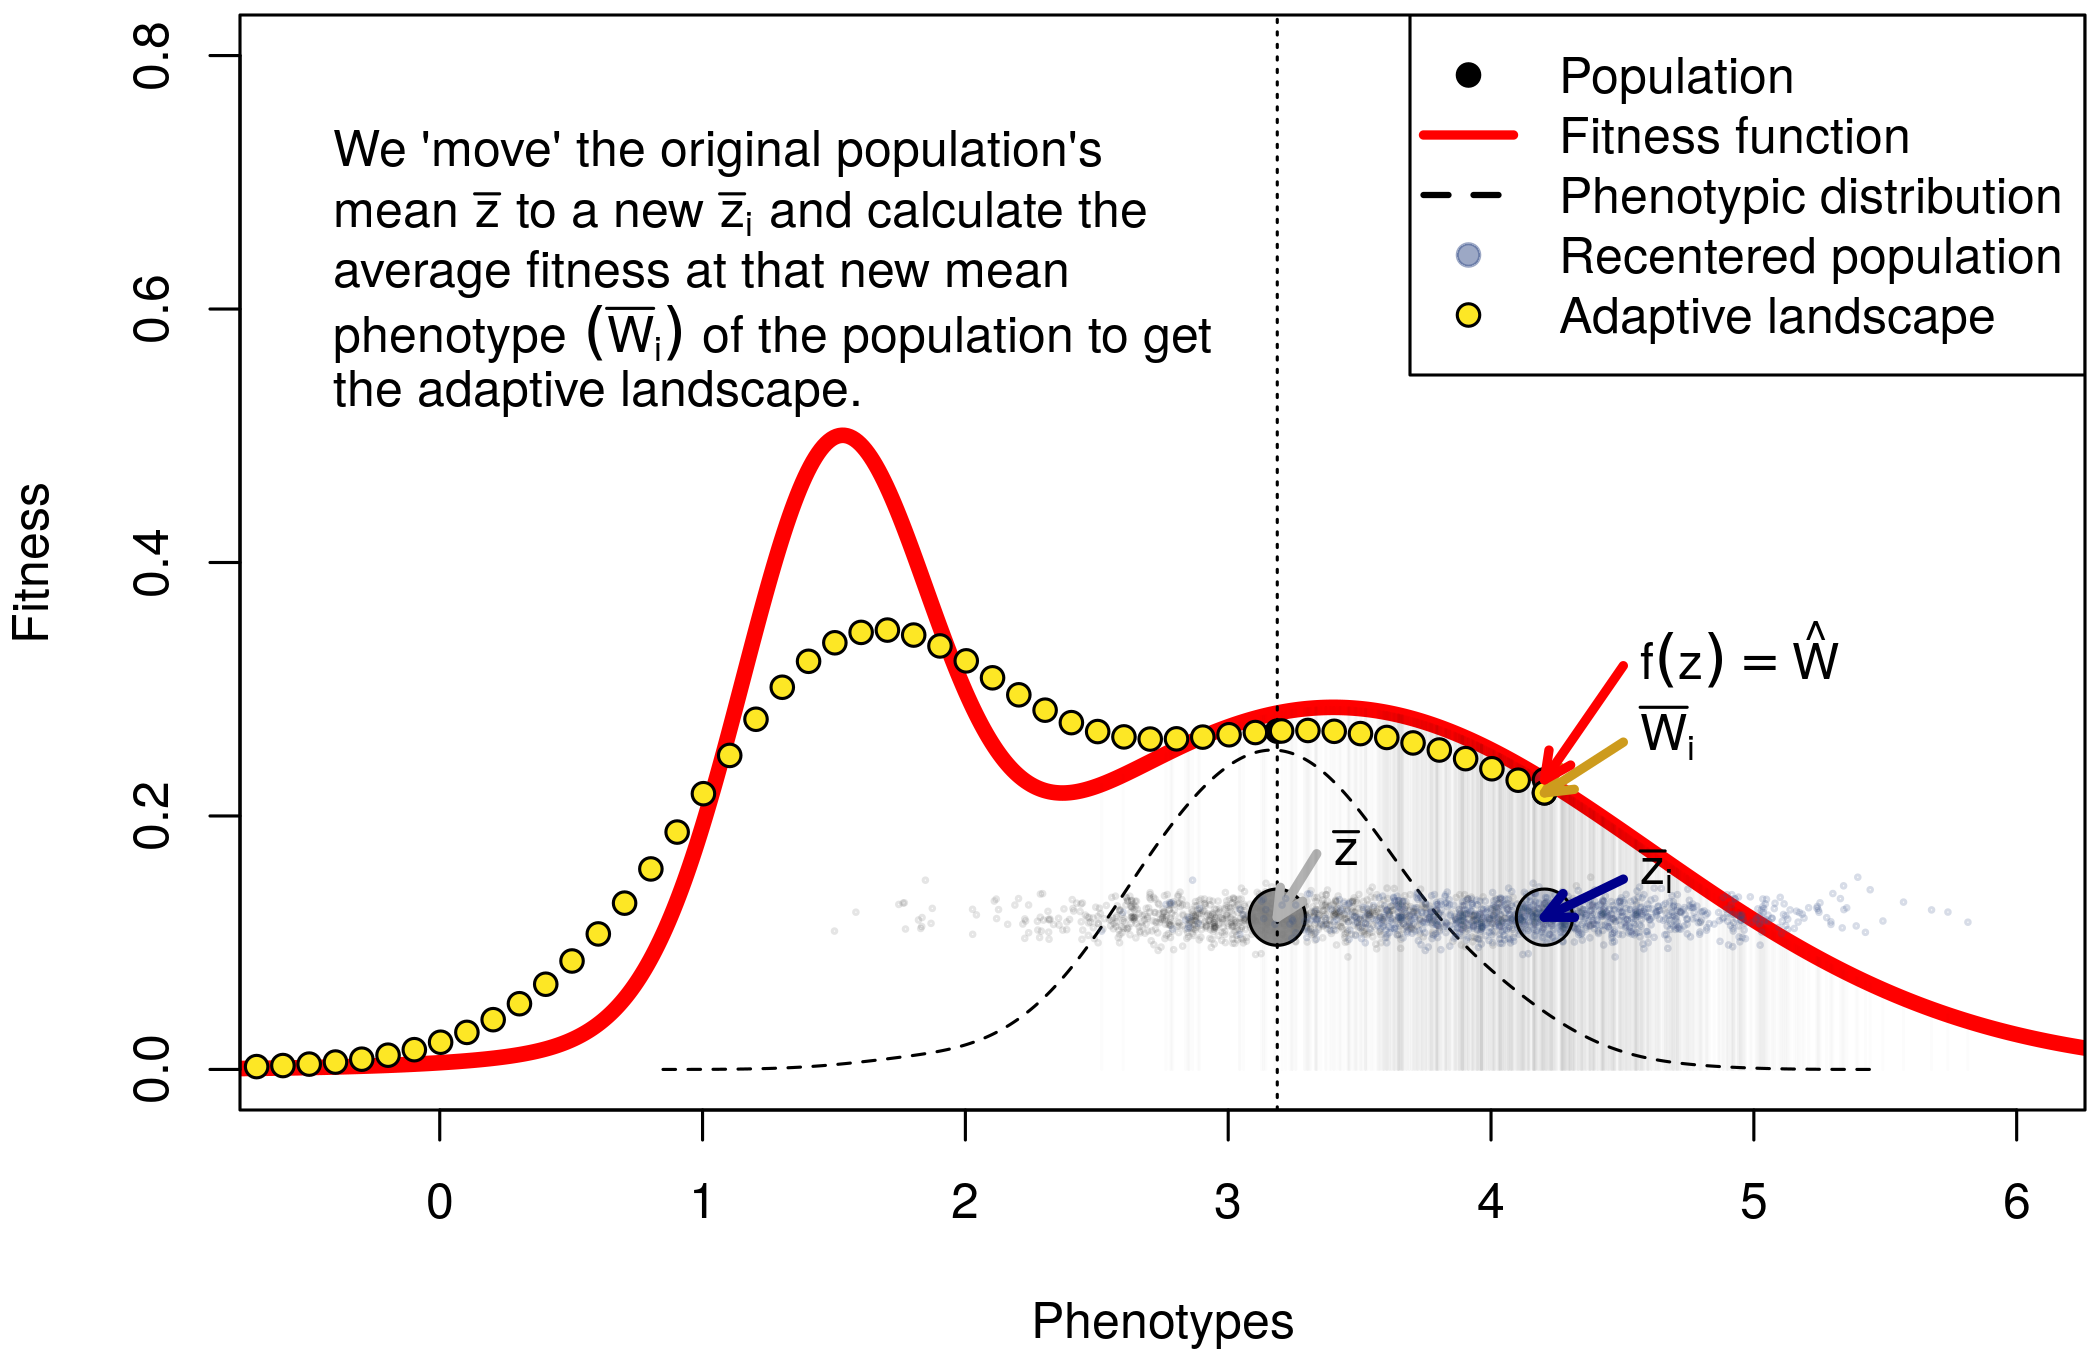 We 'move' the original population's
mean z̅ to a new z̅ᵢ and calculate the
average fitness at that new mean
phenotype (W̅ᵢ) of the population to get
the adaptive landscape.
Population
Fitness function
Phenotypic distribution
Recentered population
Adaptive landscape
f(z) = Ŵ
W̅ᵢ
z̅
z̅ᵢ
Fitness
0.8
0.6
0.4
0.2
0.0
0 1 2 3 4 5 6
Phenotypes